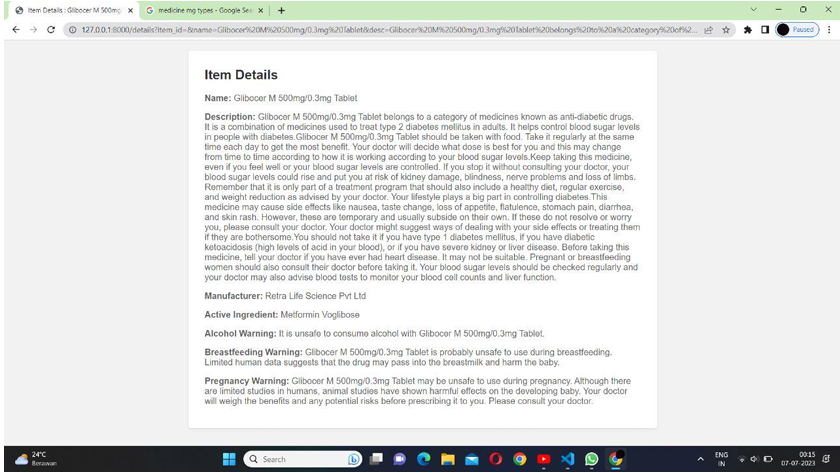 Item Details : Glibocer M 500mg
medicine mg types - Google Sea
127.0.0.1:8000/details?item_id=&name=Glibocer%20M%20500mg/0.3mg%20Tablet&desc=Glibocer%20M%20500mg/0.3mg%20Tablet%20belongs%20to%20a%20category%20of%...
Paused
Item Details
Name: Glibocer M 500mg/0.3mg Tablet
Description: Glibocer M 500mg/0.3mg Tablet belongs to a category of medicines known as anti-diabetic drugs.
It is a combination of medicines used to treat type 2 diabetes mellitus in adults. It helps control blood sugar levels
in people with diabetes.Glibocer M 500mg/0.3mg Tablet should be taken with food. Take it regularly at the same
time each day to get the most benefit. Your doctor will decide what dose is best for you and this may change
from time to time according to how it is working according to your blood sugar levels.Keep taking this medicine,
even if you feel well or your blood sugar levels are controlled. If you stop it without consulting your doctor, your
blood sugar levels could rise and put you at risk of kidney damage, blindness, nerve problems and loss of limbs.
Remember that it is only part of a treatment program that should also include a healthy diet, regular exercise,
and weight reduction as advised by your doctor. Your lifestyle plays a big part in controlling diabetes.This
medicine may cause side effects like nausea, taste change, loss of appetite, flatulence, stomach pain, diarrhea,
and skin rash. However, these are temporary and usually subside on their own. If these do not resolve or worry
you, please consult your doctor. Your doctor might suggest ways of dealing with your side effects or treating them
if they are bothersome.You should not take it if you have type 1 diabetes mellitus, if you have diabetic
ketoacidosis (high levels of acid in your blood), or if you have severe kidney or liver disease. Before taking this
medicine, tell your doctor if you have ever had heart disease. It may not be suitable. Pregnant or breastfeeding
women should also consult their doctor before taking it. Your blood sugar levels should be checked regularly and
your doctor may also advise blood tests to monitor your blood cell counts and liver function.
Manufacturer: Retra Life Science Pvt Ltd
Active Ingredient: Metformin Voglibose
Alcohol Warning: It is unsafe to consume alcohol with Glibocer M 500mg/0.3mg Tablet.
Breastfeeding Warning: Glibocer M 500mg/0.3mg Tablet is probably unsafe to use during breastfeeding.
Limited human data suggests that the drug may pass into the breastmilk and harm the baby.
Pregnancy Warning: Glibocer M 500mg/0.3mg Tablet may be unsafe to use during pregnancy. Although there
are limited studies in humans, animal studies have shown harmful effects on the developing baby. Your doctor
will weigh the benefits and any potential risks before prescribing it to you. Please consult your doctor.
24°C
Berawan
Search
ENG
IN
00:15
07-07-2023